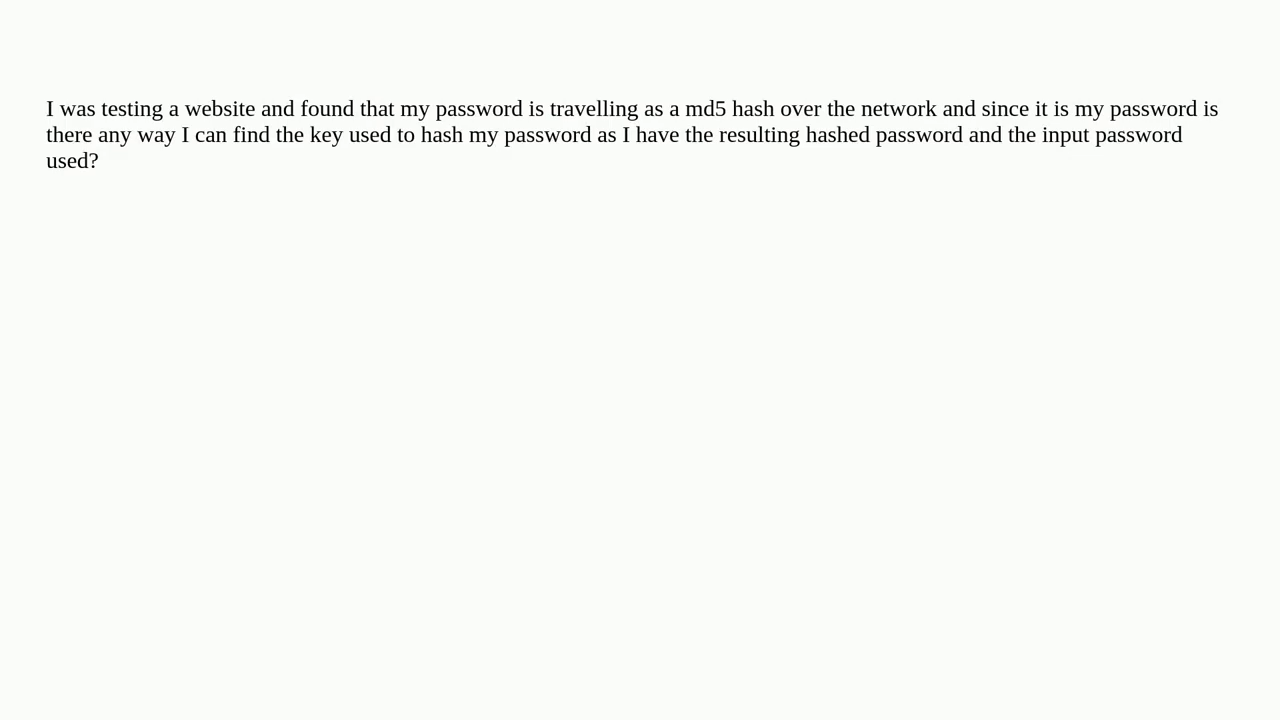 I was testing a website and found that my password is travelling as a md5 hash over the network and since it is my password is
there any way I can find the key used to hash my password as I have the resulting hashed password and the input password
used?